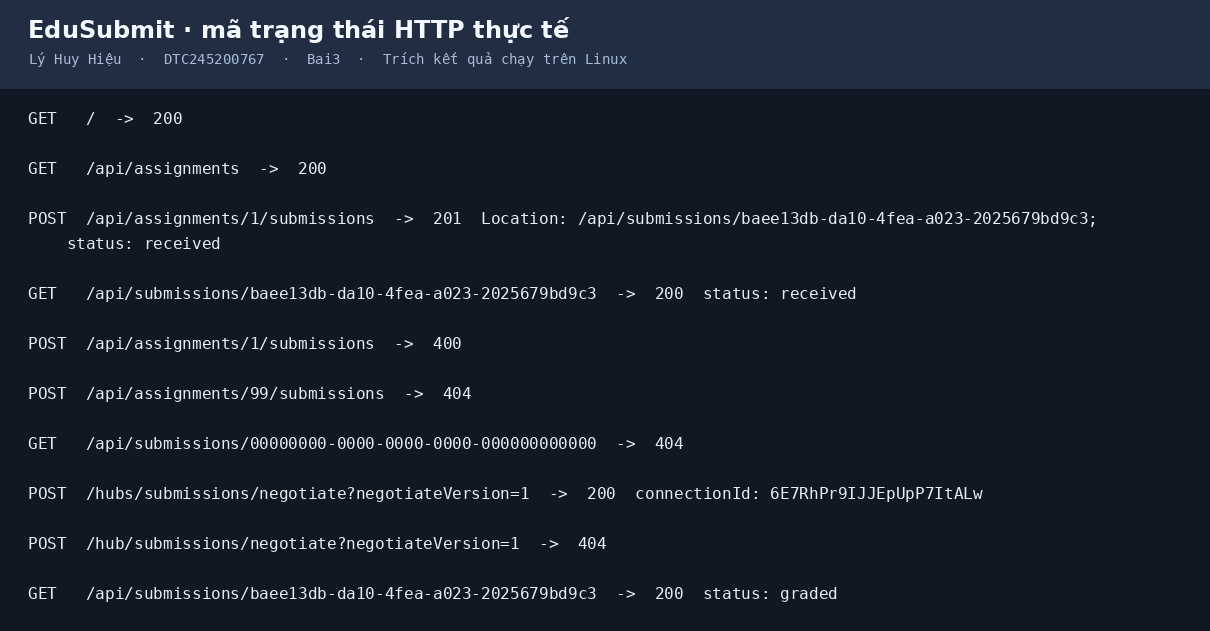 EduSubmit · mã trạng thái HTTP thực tế
Lý Huy Hiệu · DTC245200767 · Bai3 · Trích kết quả chạy trên Linux
GET / -> 200
GET /api/assignments -> 200
POST /api/assignments/1/submissions -> 201 Location: /api/submissions/baee13db-da10-4fea-a023-2025679bd9c3;
status: received
GET /api/submissions/baee13db-da10-4fea-a023-2025679bd9c3 -> 200 status: received
POST /api/assignments/1/submissions -> 400
POST /api/assignments/99/submissions -> 404
GET /api/submissions/00000000-0000-0000-0000-000000000000 -> 404
POST /hubs/submissions/negotiate?negotiateVersion=1 -> 200 connectionId: 6E7RhPr9IJJEpUpP7ItALw
POST /hub/submissions/negotiate?negotiateVersion=1 -> 404
GET /api/submissions/baee13db-da10-4fea-a023-2025679bd9c3 -> 200 status: graded